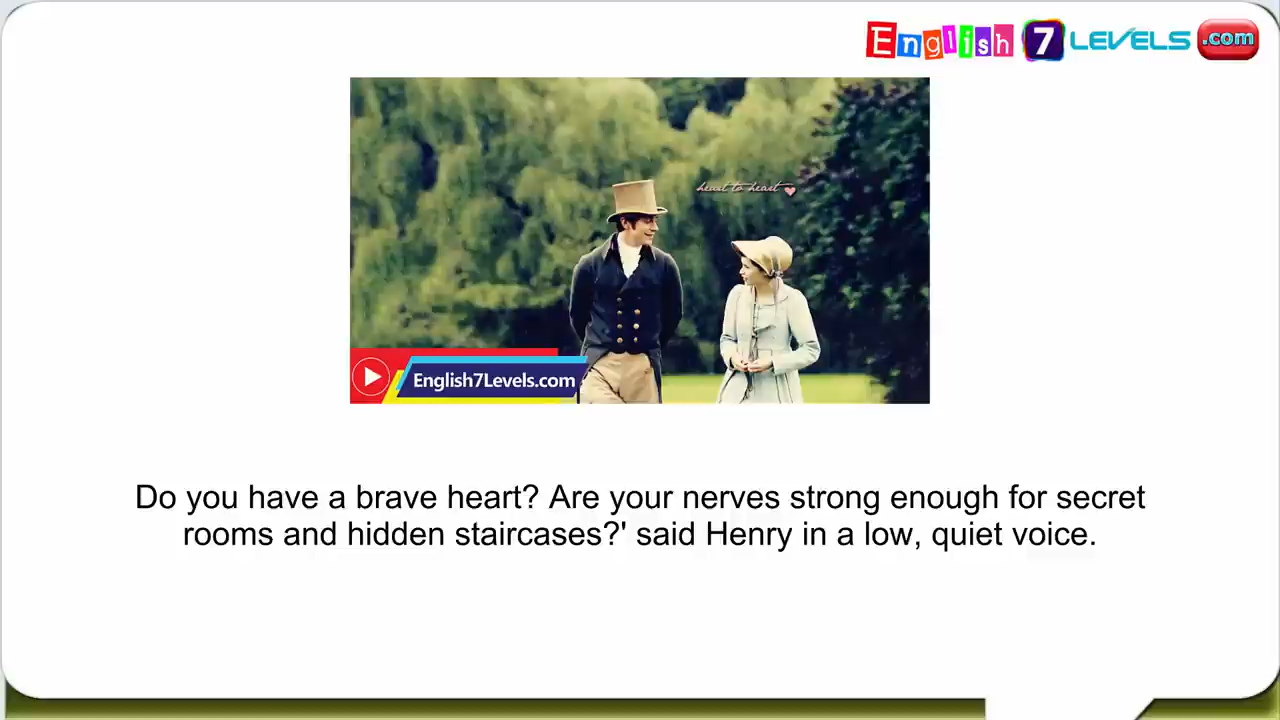 English 7 LEVELS .com
heart to heart
English7Levels.com
Do you have a brave heart? Are your nerves strong enough for secret
rooms and hidden staircases?' said Henry in a low, quiet voice.